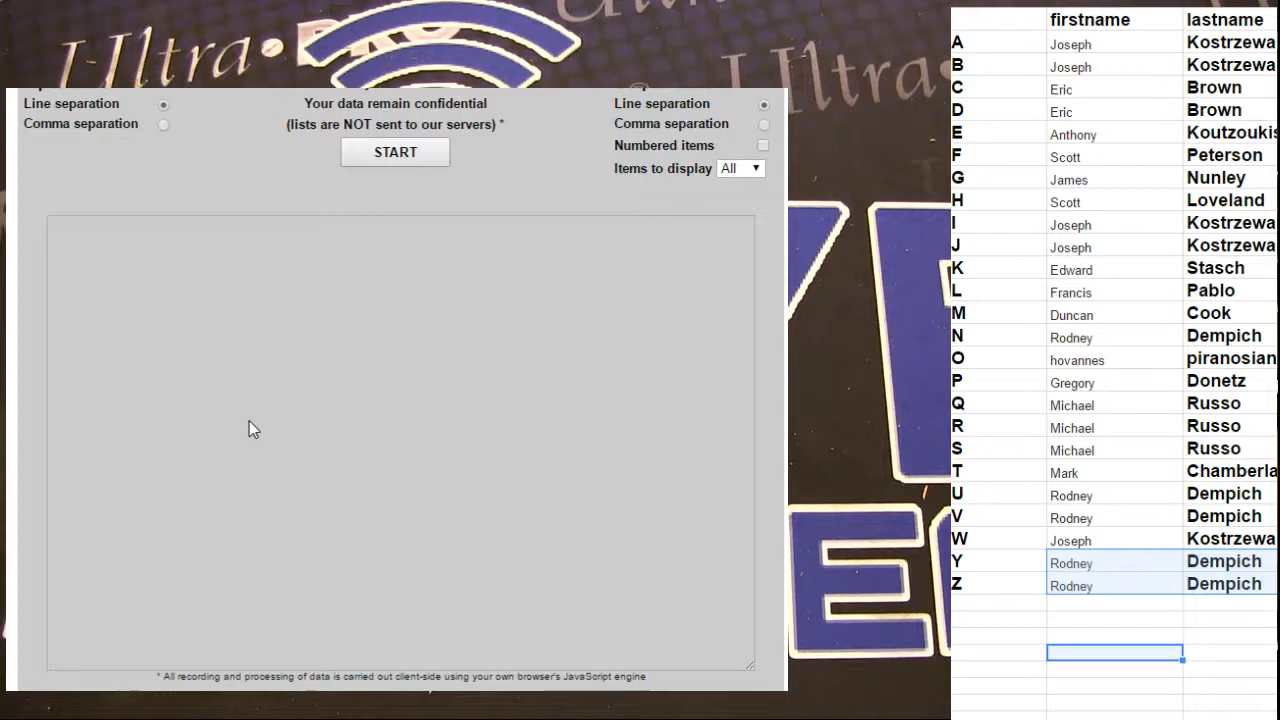 Ultra•PRO
Ultra•
Line separation
Comma separation
Your data remain confidential
(lists are NOT sent to our servers) *
START
Line separation
Comma separation
Numbered items
Items to display All
* All recording and processing of data is carried out client-side using your own browser's JavaScript engine
firstname lastname
A Joseph Kostrzewa
B Joseph Kostrzewa
C Eric Brown
D Eric Brown
E Anthony Koutzoukis
F Scott Peterson
G James Nunley
H Scott Loveland
I Joseph Kostrzewa
J Joseph Kostrzewa
K Edward Stasch
L Francis Pablo
M Duncan Cook
N Rodney Dempich
O hovannes piranosian
P Gregory Donetz
Q Michael Russo
R Michael Russo
S Michael Russo
T Mark Chamberla
U Rodney Dempich
V Rodney Dempich
W Joseph Kostrzewa
Y Rodney Dempich
Z Rodney Dempich